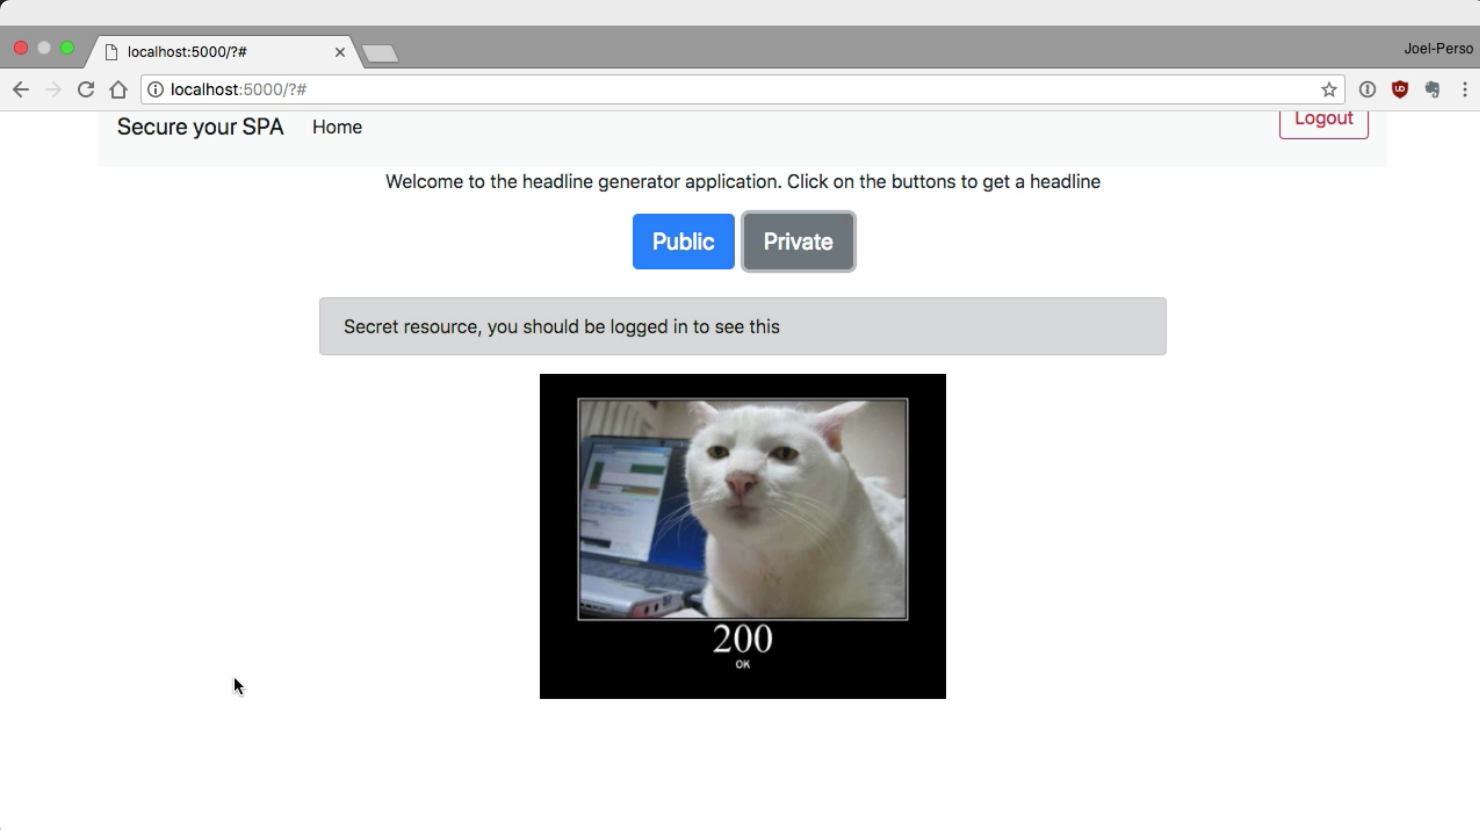 localhost:5000/?#
Joel-Perso
localhost:5000/?#
Secure your SPA Home Logout
Welcome to the headline generator application. Click on the buttons to get a headline
Public Private
Secret resource, you should be logged in to see this
200
OK